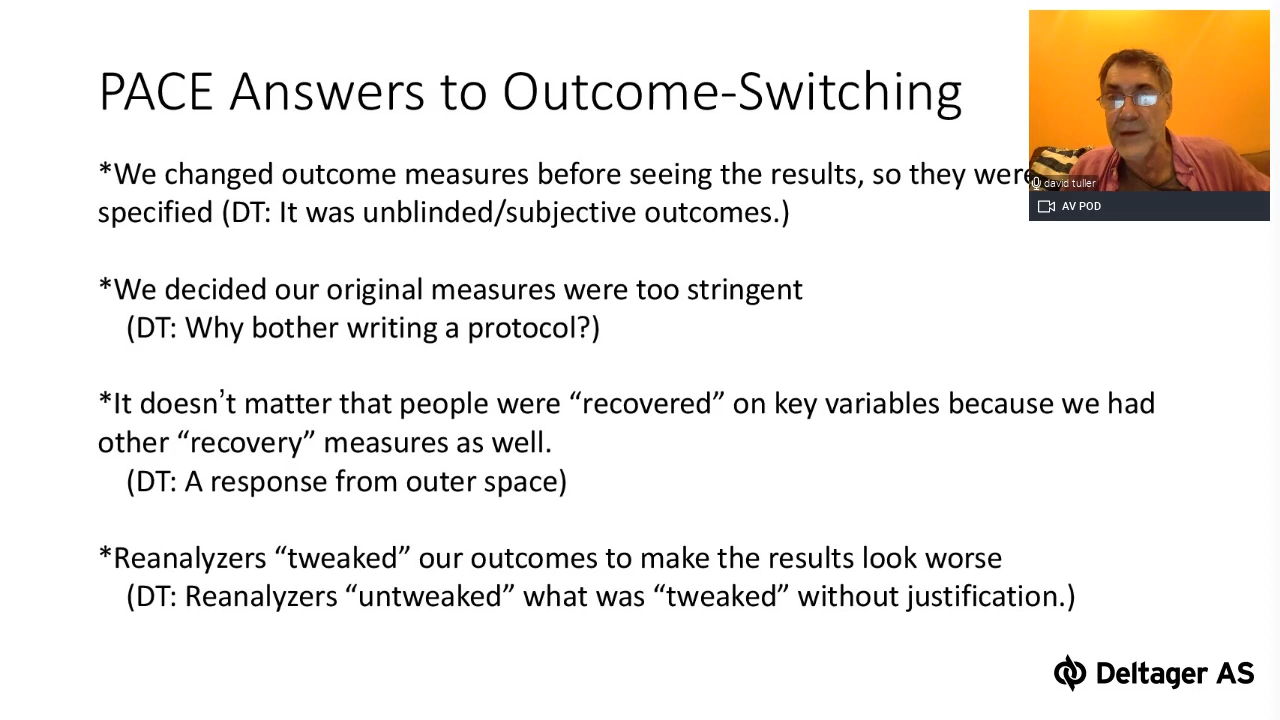 PACE Answers to Outcome-Switching
*We changed outcome measures before seeing the results, so they were
specified (DT: It was unblinded/subjective outcomes.)
*We decided our original measures were too stringent
(DT: Why bother writing a protocol?)
*It doesn’t matter that people were “recovered” on key variables because we had
other “recovery” measures as well.
(DT: A response from outer space)
*Reanalyzers “tweaked” our outcomes to make the results look worse
(DT: Reanalyzers “untweaked” what was “tweaked” without justification.)
david tuller
AV POD
Deltager AS